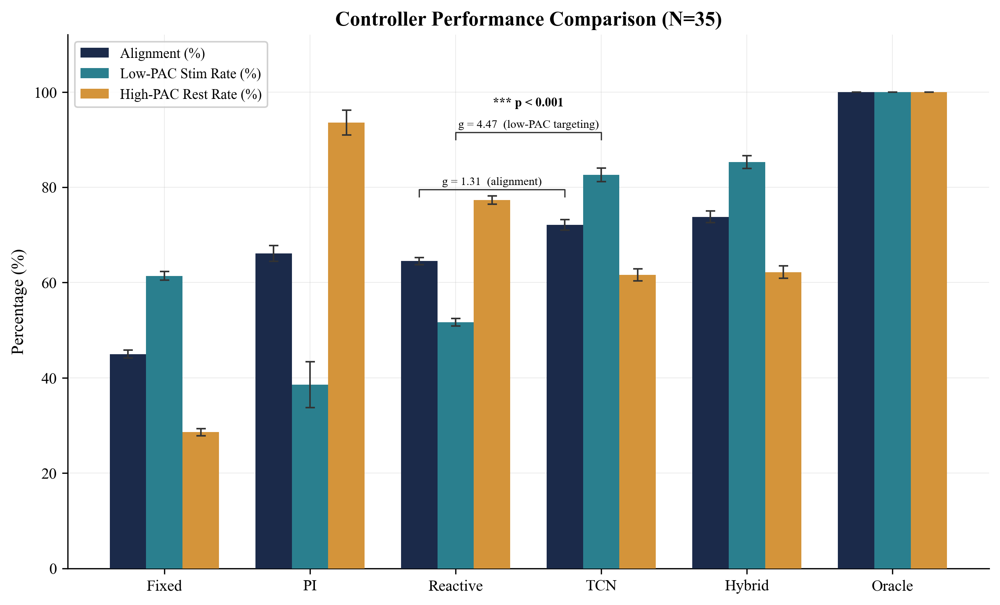 Controller Performance Comparison (N=35)
Alignment (%)
Low-PAC Stim Rate (%)
High-PAC Rest Rate (%)
*** p < 0.001
g = 4.47 (low-PAC targeting)
g = 1.31 (alignment)
Percentage (%)
100
80
60
40
20
0
Fixed PI Reactive TCN Hybrid Oracle